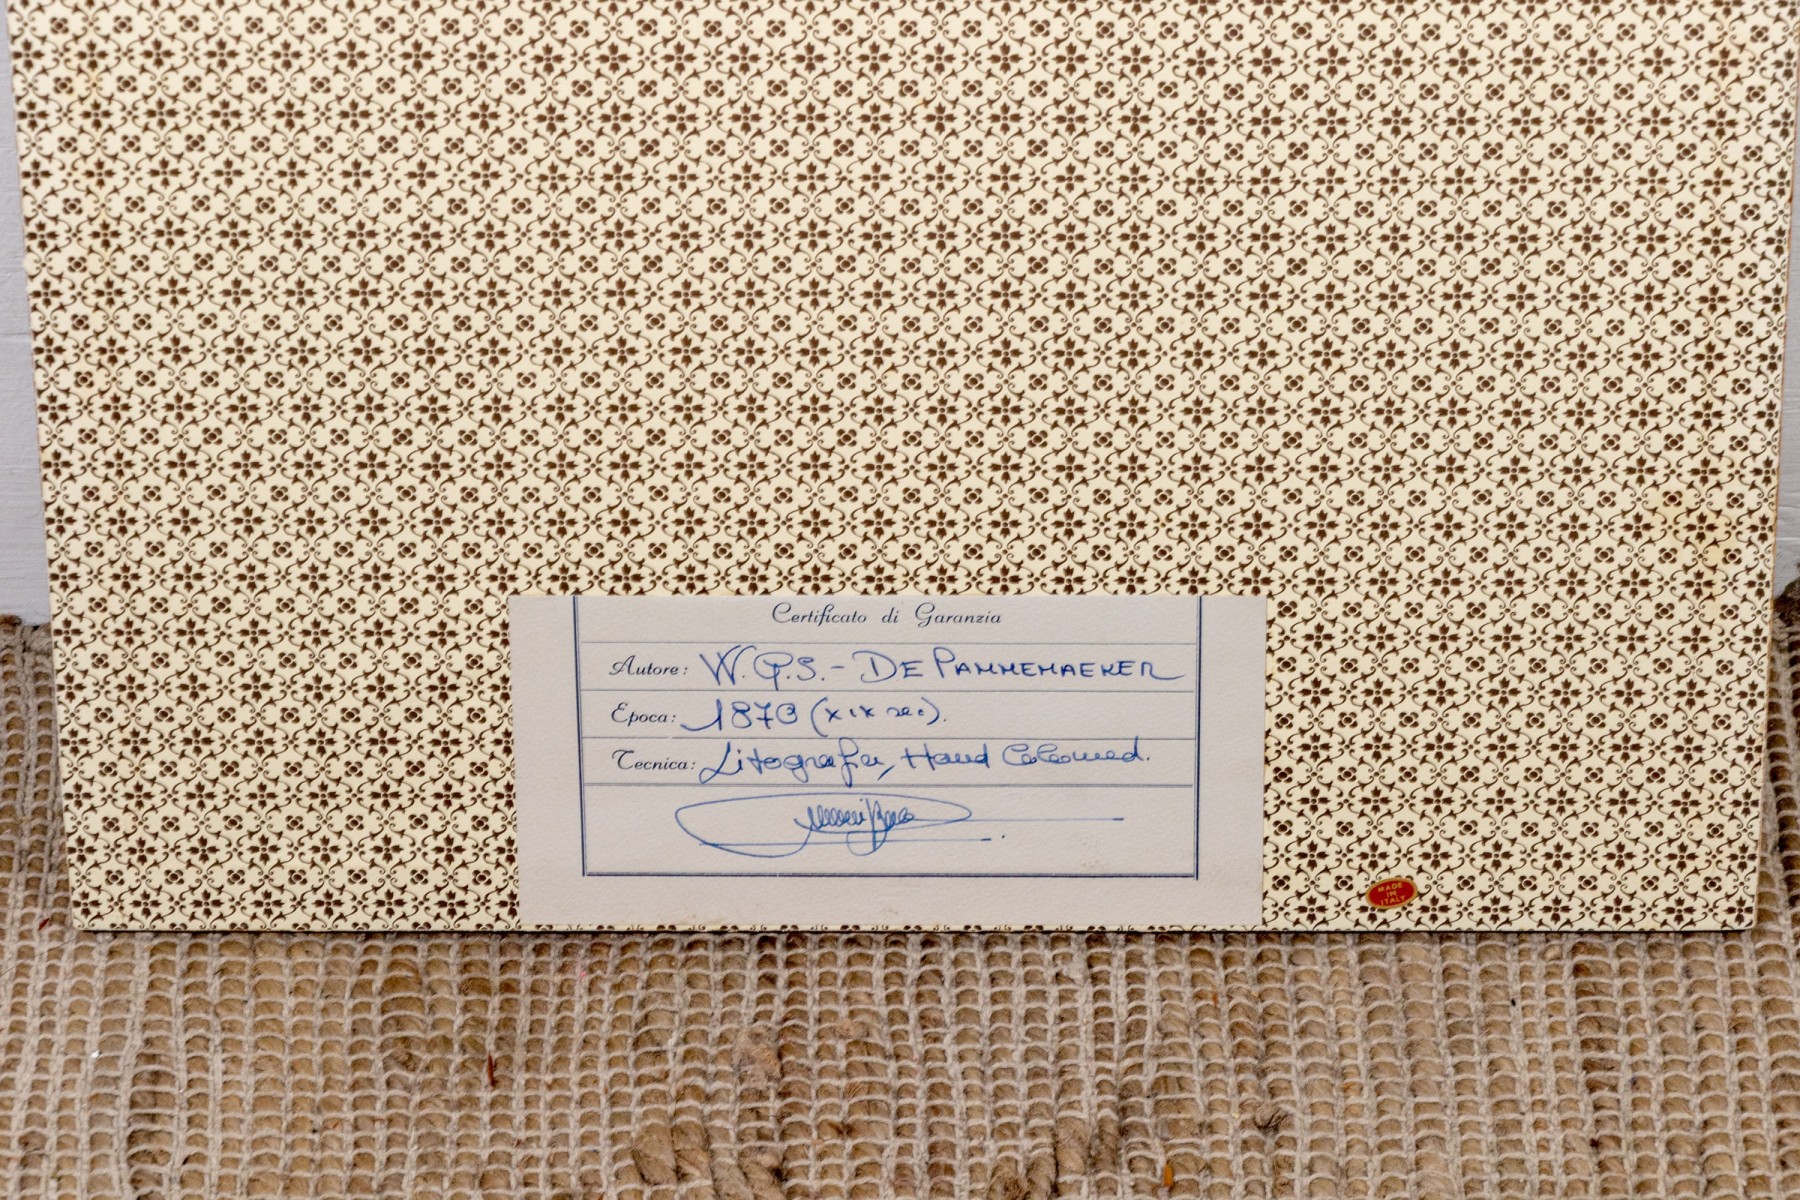 Certificato di Garanzia
Autore: W. G. S. - DE PANNEMAEKER
Epoca: 1870 (XIX sec.).
Tecnica: Litografia, Hand Coloured.
MADE
IN
ITALY